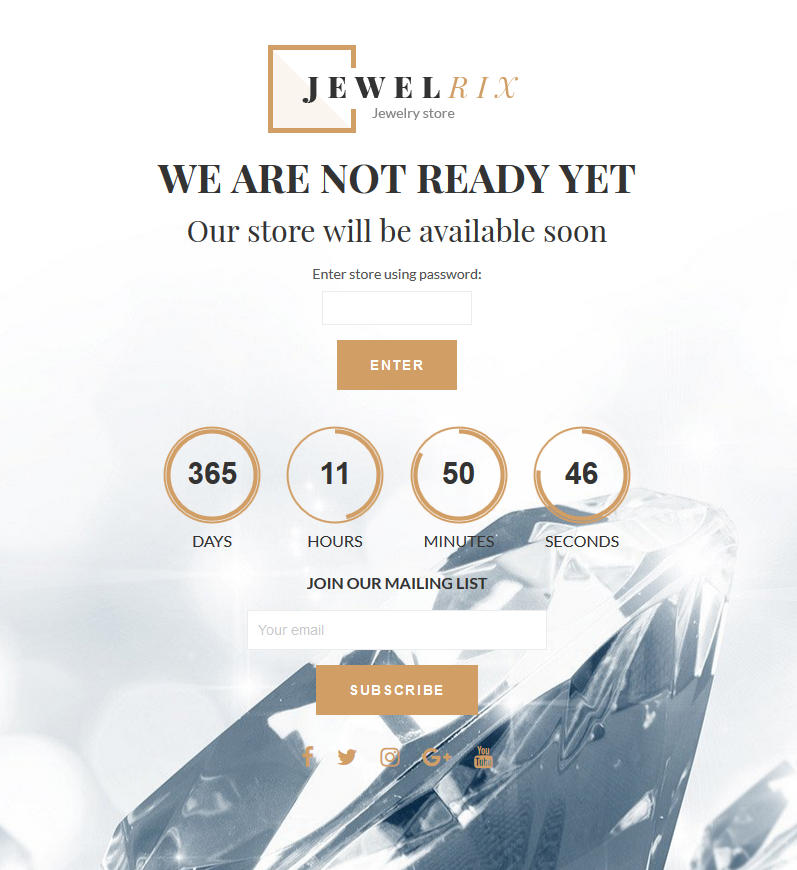 JEWELRIX
Jewelry store
WE ARE NOT READY YET
Our store will be available soon
Enter store using password:
ENTER
365 11 50 46
DAYS HOURS MINUTES SECONDS
JOIN OUR MAILING LIST
Your email
SUBSCRIBE
f G+ You Tube